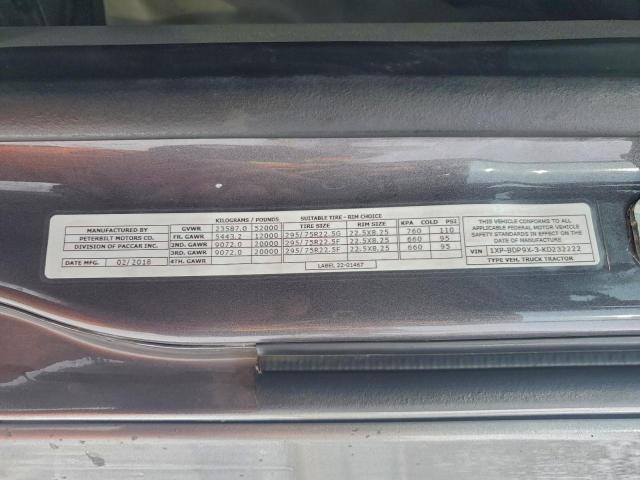 KILOGRAMS / POUNDS SUITABLE TIRE - RIM CHOICE
GVWR 23587.0 52000 TIRE SIZE RIM SIZE KPA COLD PSI
MANUFACTURED BY
PETERBILT MOTORS CO.
DIVISION OF PACCAR INC.
FR. GAWR 5443.2 12000 295/75R22.5G 22.5X8.25 760 110
2ND. GAWR 9072.0 20000 295/75R22.5F 22.5X8.25 660 95
3RD. GAWR 9072.0 20000 295/75R22.5F 22.5X8.25 660 95
DATE MFG. 02/2018 4TH. GAWR
LABEL 22-01467
THIS VEHICLE CONFORMS TO ALL
APPLICABLE FEDERAL MOTOR VEHICLE
SAFETY STANDARDS IN EFFECT ON THE
DATE OF MANUFACTURE.
VIN 1XP-BDP9X-3-KD232222
TYPE VEH. TRUCK TRACTOR